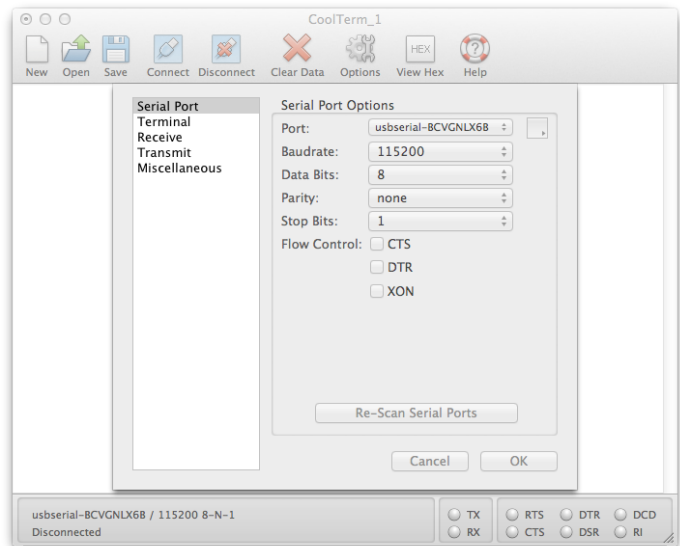 CoolTerm_1
New Open Save Connect Disconnect Clear Data Options View Hex Help
HEX
Serial Port
Terminal
Receive
Transmit
Miscellaneous
Serial Port Options
Port: usbserial-BCVGNLX6B
Baudrate: 115200
Data Bits: 8
Parity: none
Stop Bits: 1
Flow Control: CTS
DTR
XON
Re-Scan Serial Ports
Cancel OK
usbserial-BCVGNLX6B / 115200 8-N-1
Disconnected
TX RTS DTR DCD
RX CTS DSR RI